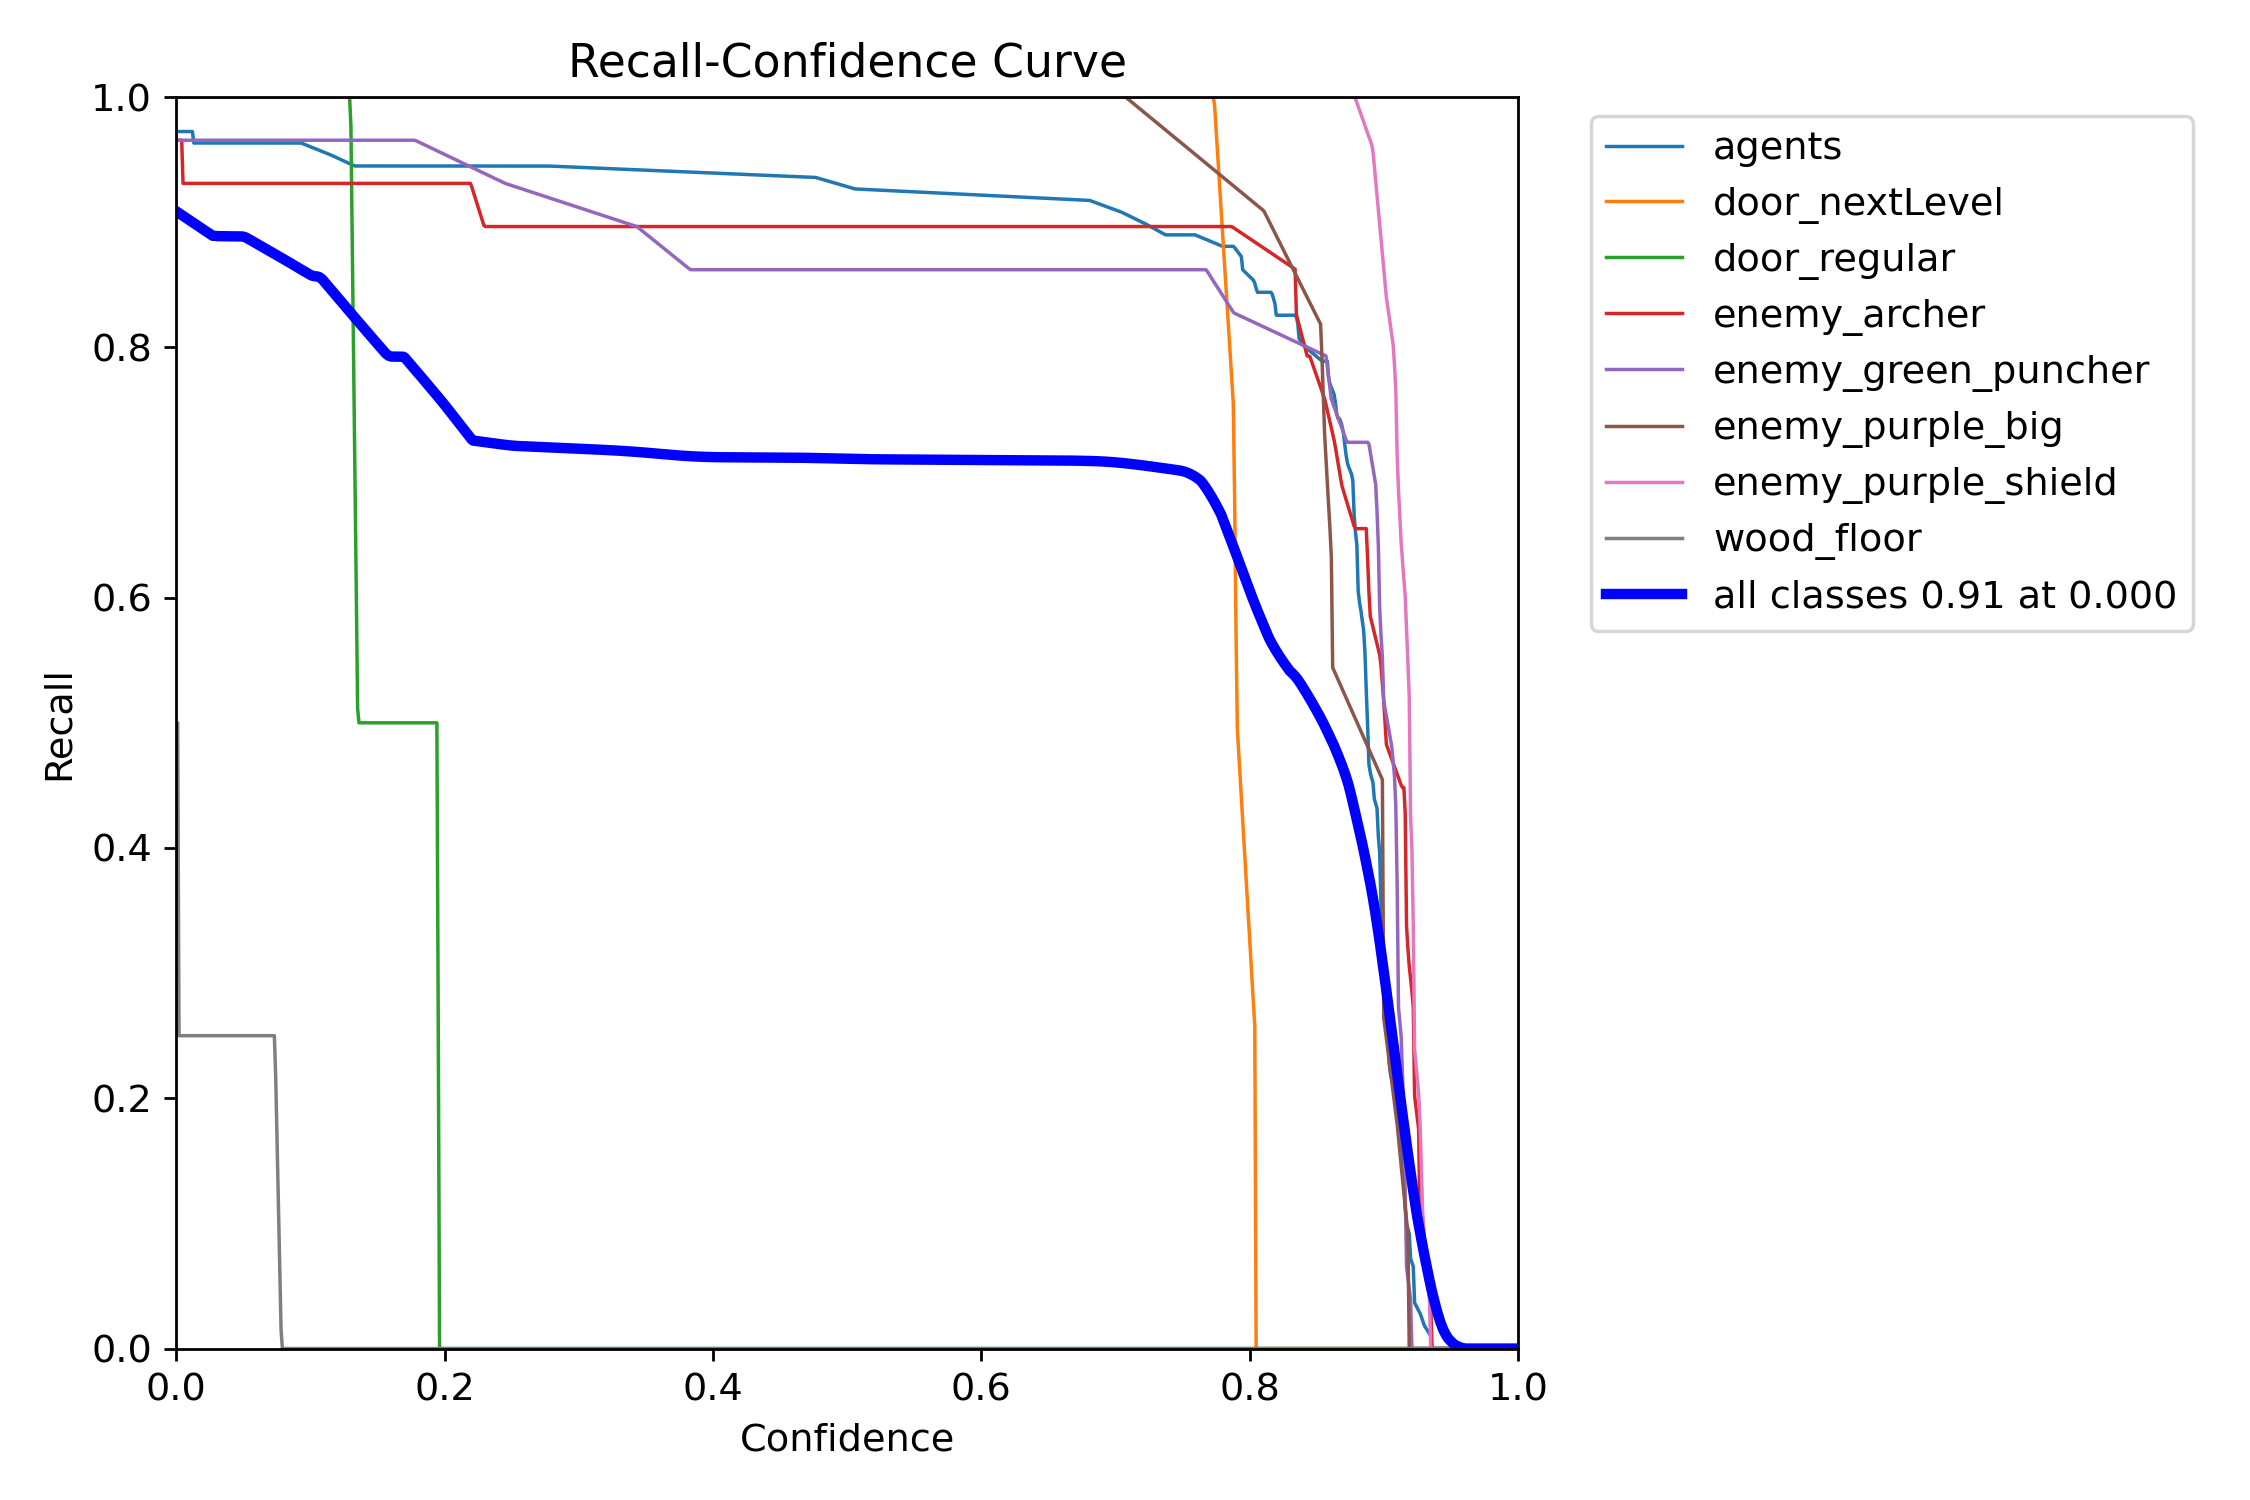 Recall-Confidence Curve
1.0
0.8
0.6
0.4
0.2
0.0
Recall
0.0 0.2 0.4 0.6 0.8 1.0
Confidence
agents
door_nextLevel
door_regular
enemy_archer
enemy_green_puncher
enemy_purple_big
enemy_purple_shield
wood_floor
all classes 0.91 at 0.000